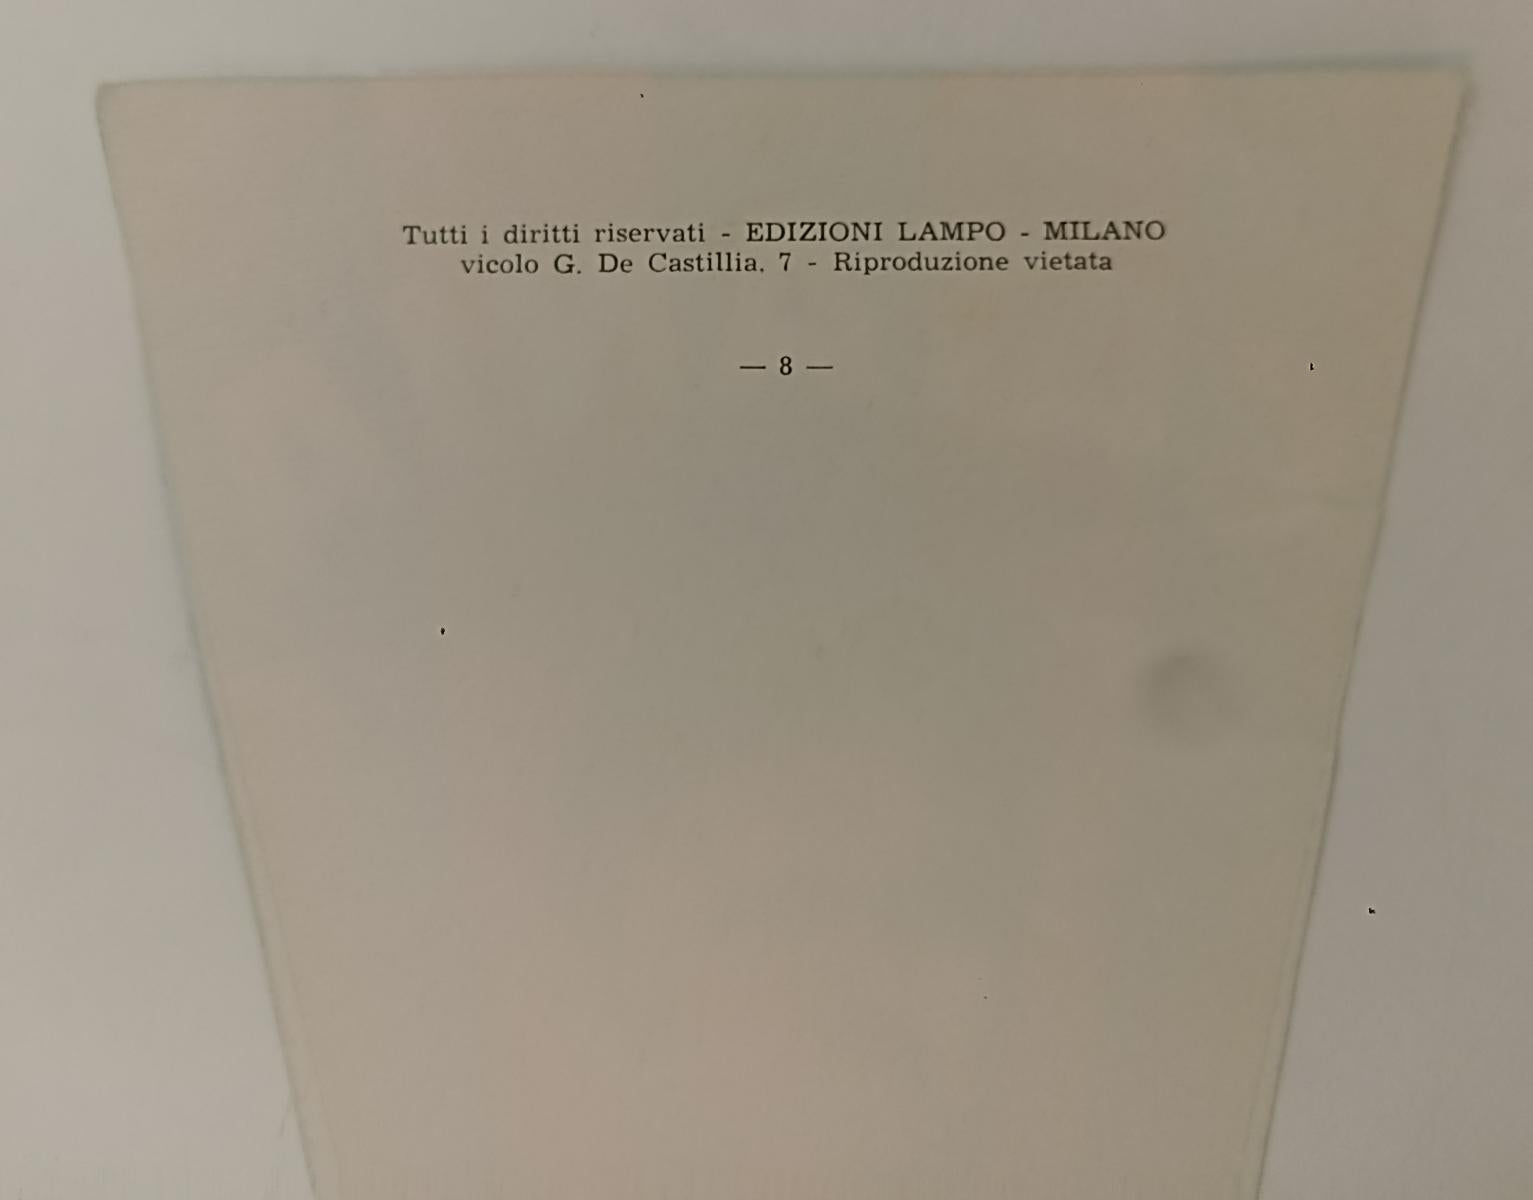 Tutti i diritti riservati - EDIZIONI LAMPO - MILANO
vicolo G. De Castillia, 7 - Riproduzione vietata
— 8 —